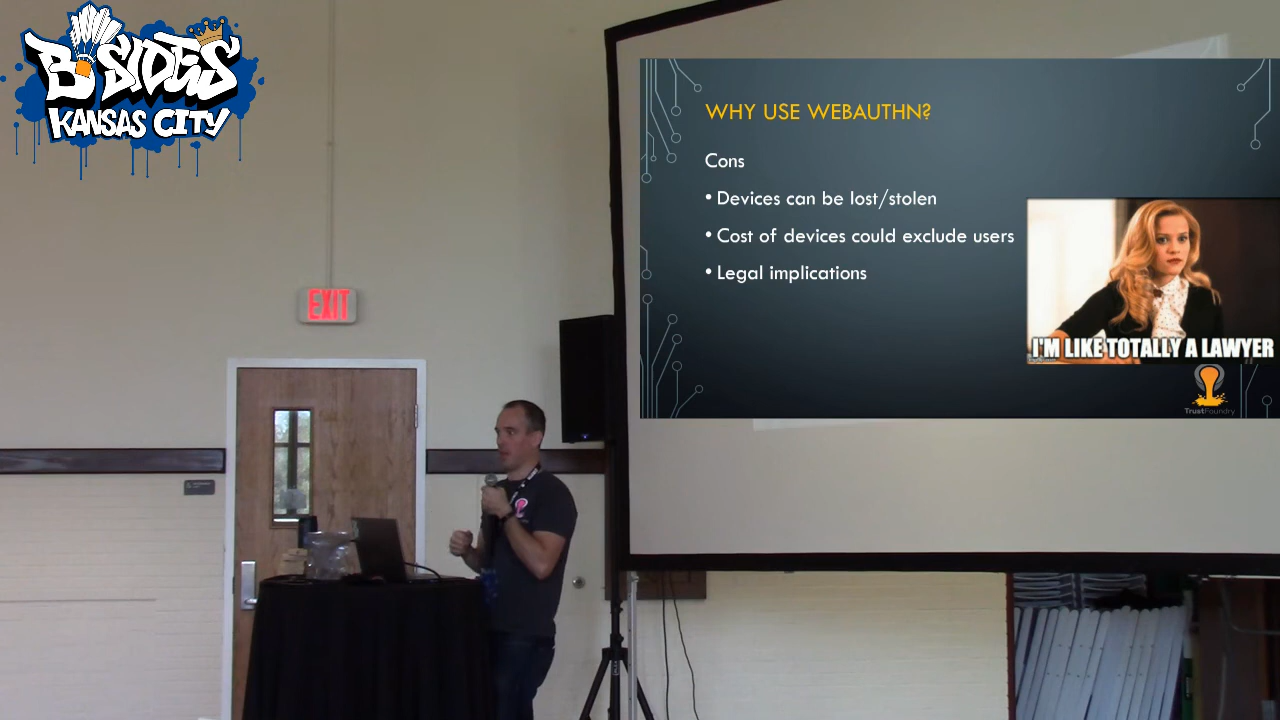 B·SIDES
KANSAS CITY
WHY USE WEBAUTHN?
Cons
• Devices can be lost/stolen
• Cost of devices could exclude users
• Legal implications
I'M LIKE TOTALLY A LAWYER
TrustFoundry
EXIT